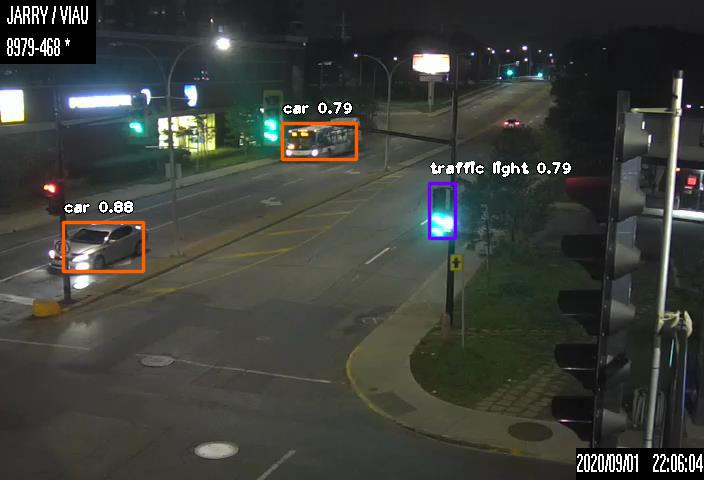 JARRY / VIAU
8979-468 *
car 0.79
traffic light 0.79
car 0.88
2020/09/01 22:06:04